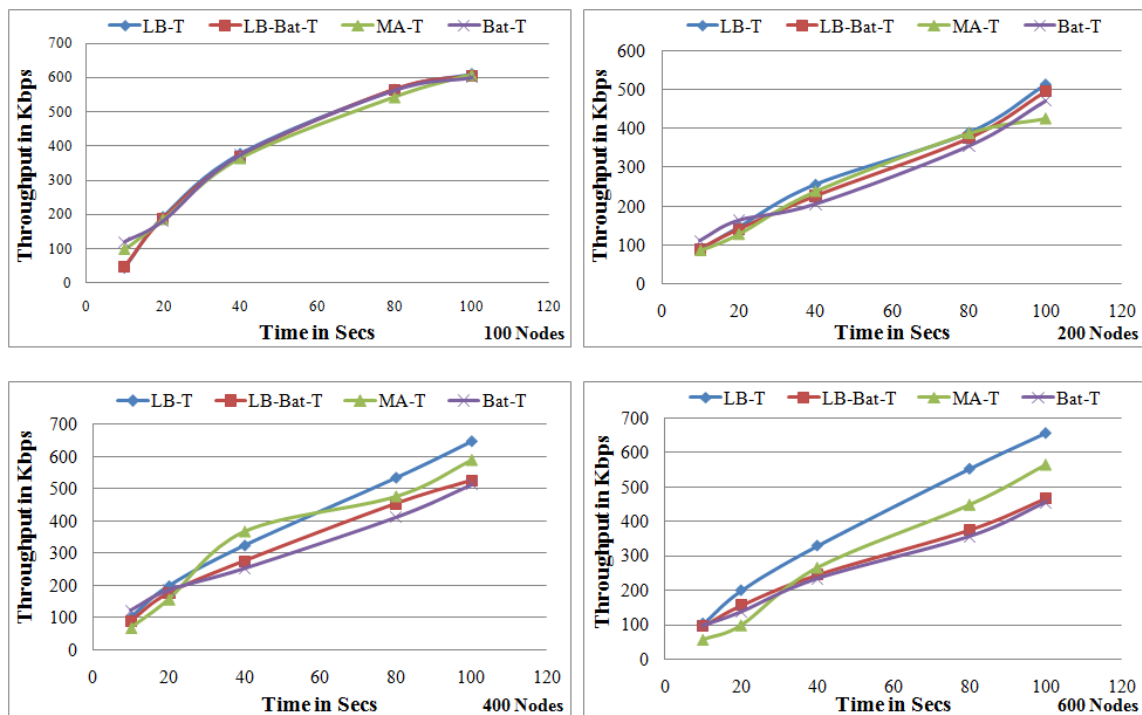 LB-T LB-Bat-T MA-T Bat-T
700
600
500
400
300
200
100
0
Throughput in Kbps
0 20 40 60 80 100 120
Time in Secs
100 Nodes
LB-T LB-Bat-T MA-T Bat-T
600
500
400
300
200
100
0
Throughput in Kbps
0 20 40 60 80 100 120
Time in Secs
200 Nodes
LB-T LB-Bat-T MA-T Bat-T
700
600
500
400
300
200
100
0
Throughput in Kbps
0 20 40 60 80 100 120
Time in Secs
400 Nodes
LB-T LB-Bat-T MA-T Bat-T
700
600
500
400
300
200
100
0
Throughput in Kbps
0 20 40 60 80 100 120
Time in Secs
600 Nodes